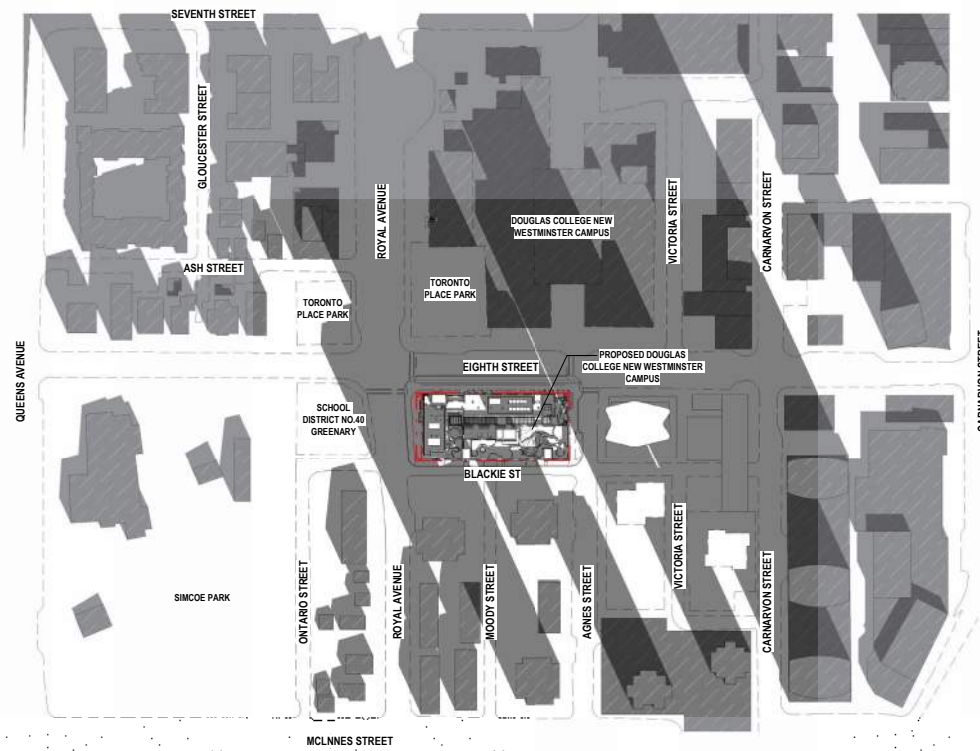 SEVENTH STREET
GLOUCESTER STREET
ROYAL AVENUE
VICTORIA STREET
CARNARVON STREET
DOUGLAS COLLEGE NEW
WESTMINSTER CAMPUS
ASH STREET
TORONTO
PLACE PARK
TORONTO
PLACE PARK
QUEENS AVENUE
EIGHTH STREET
PROPOSED DOUGLAS
COLLEGE NEW WESTMINSTER
CAMPUS
CARNARVON STREET
SCHOOL
DISTRICT NO.40
GREENARY
BLACKIE ST
SIMCOE PARK
ONTARIO STREET
ROYAL AVENUE
MOODY STREET
AGNES STREET
VICTORIA STREET
CARNARVON STREET
MCLNNES STREET